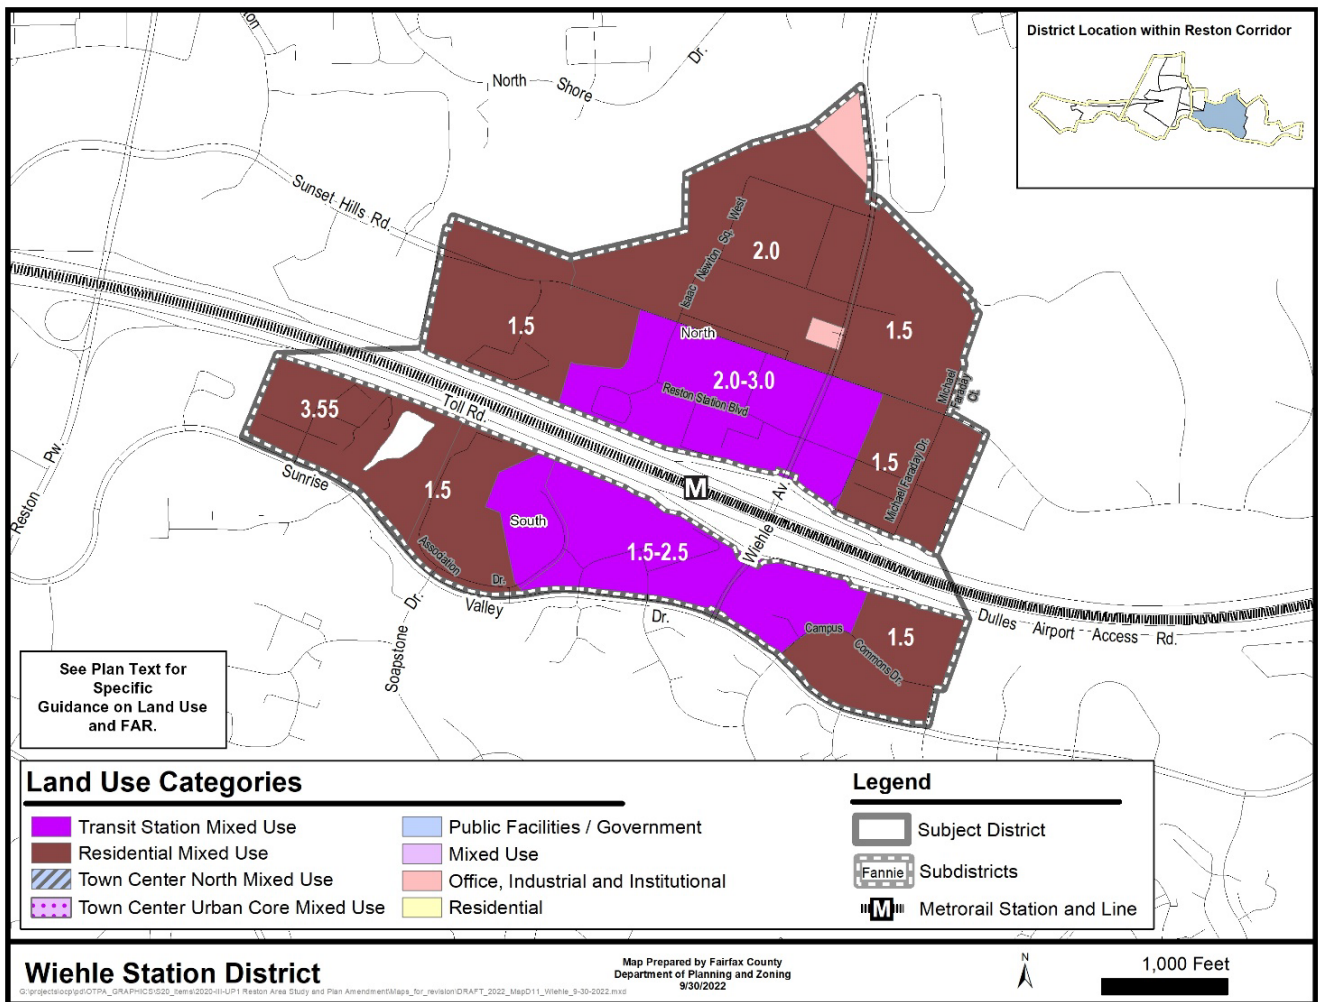 District Location within Reston Corridor
North Shore Dr.
Sunset Hills Rd.
Isaac Newton Sq. West
2.0
North
1.5
1.5
2.0-3.0
Reston Station Blvd
Michael
Faraday
Ct.
3.55
Toll Rd.
1.5
Michael Faraday Dr.
Reston Pw.
Sunrise
1.5
M
South
Wiehle Av.
1.5-2.5
Association Dr.
Valley
Dr.
Soapstone Dr.
Campus
Commons Dr.
1.5
Dulles Airport Access Rd.
See Plan Text for
Specific
Guidance on Land Use
and FAR.
Land Use Categories
Transit Station Mixed Use
Residential Mixed Use
Town Center North Mixed Use
Town Center Urban Core Mixed Use
Public Facilities / Government
Mixed Use
Office, Industrial and Institutional
Residential
Legend
Subject District
Fannie Subdistricts
M Metrorail Station and Line
Wiehle Station District
Map Prepared by Fairfax County
Department of Planning and Zoning
9/30/2022
N
1,000 Feet